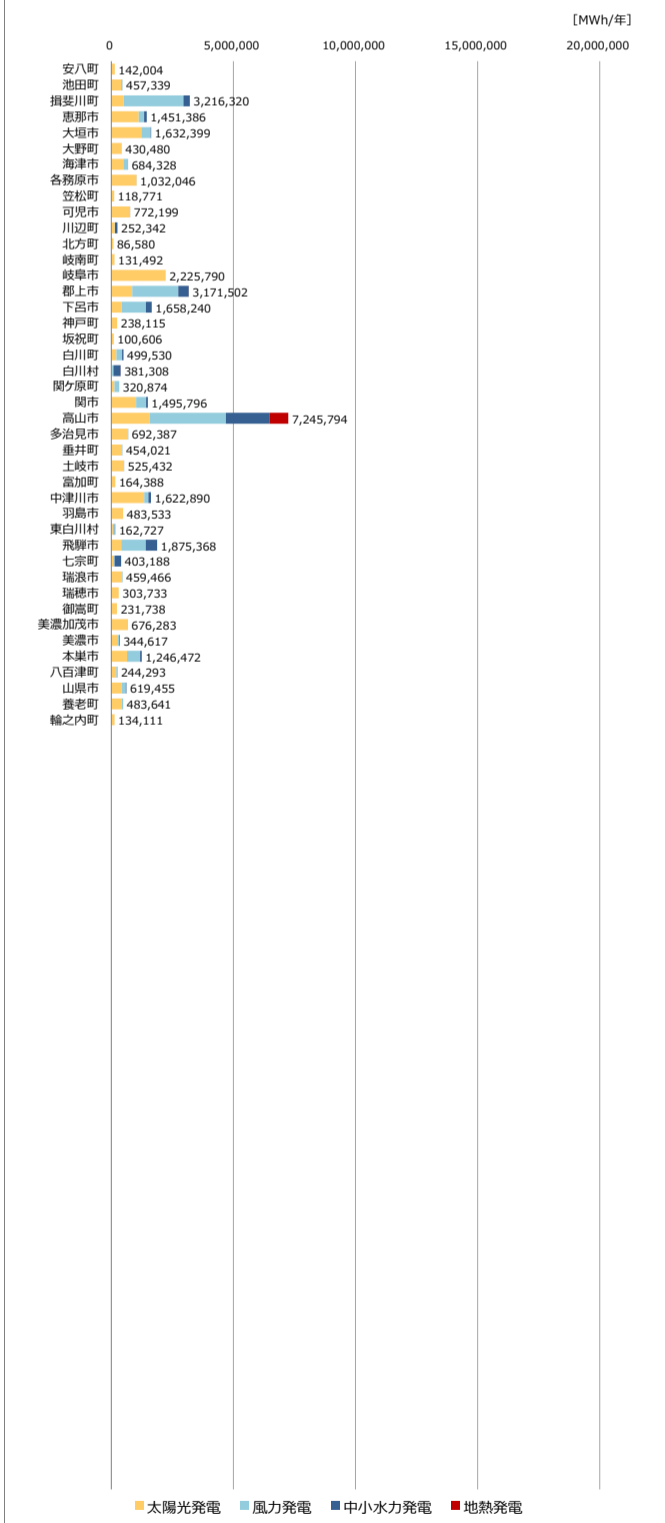 [MWh/年]
0 5,000,000 10,000,000 15,000,000 20,000,000
安八町 142,004
池田町 457,339
揖斐川町 3,216,320
恵那市 1,451,386
大垣市 1,632,399
大野町 430,480
海津市 684,328
各務原市 1,032,046
笠松町 118,771
可児市 772,199
川辺町 252,342
北方町 86,580
岐南町 131,492
岐阜市 2,225,790
郡上市 3,171,502
下呂市 1,658,240
神戸町 238,115
坂祝町 100,606
白川町 499,530
白川村 381,308
関ケ原町 320,874
関市 1,495,796
高山市 7,245,794
多治見市 692,387
垂井町 454,021
土岐市 525,432
富加町 164,388
中津川市 1,622,890
羽島市 483,533
東白川村 162,727
飛騨市 1,875,368
七宗町 403,188
瑞浪市 459,466
瑞穂市 303,733
御嵩町 231,738
美濃加茂市 676,283
美濃市 344,617
本巣市 1,246,472
八百津町 244,293
山県市 619,455
養老町 483,641
輪之内町 134,111
太陽光発電 風力発電 中小水力発電 地熱発電